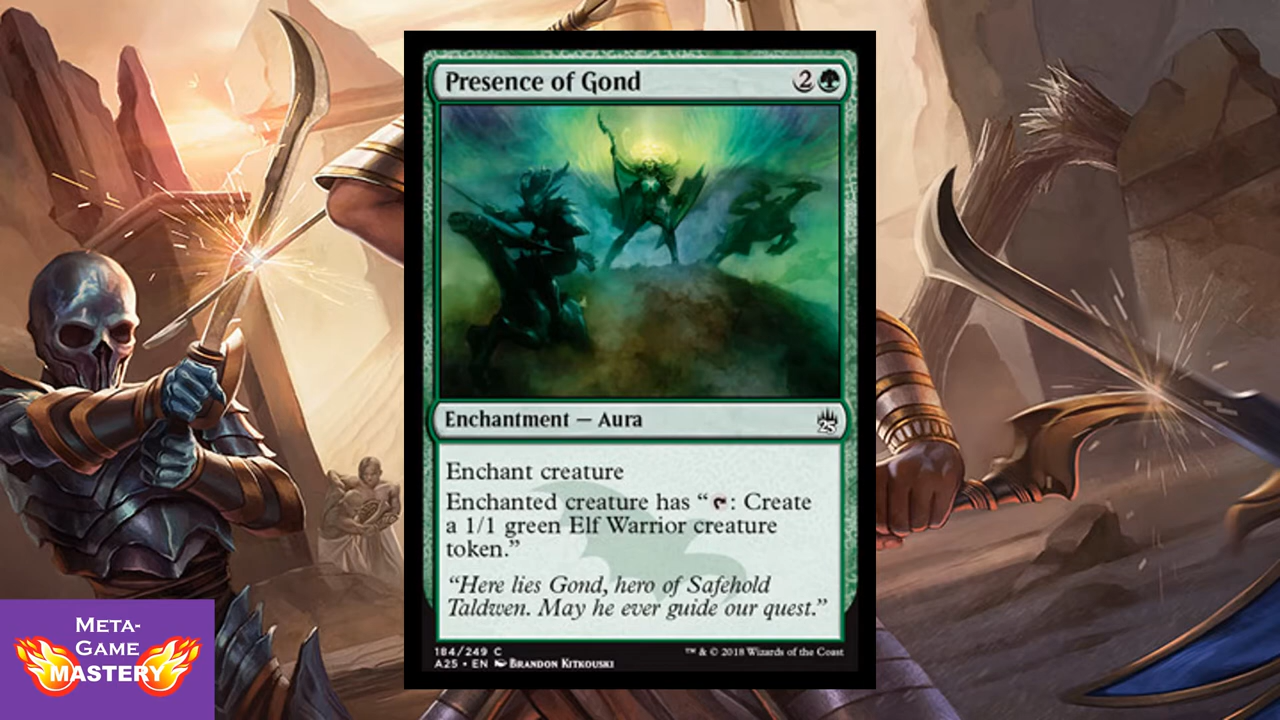 Presence of Gond 2
Enchantment — Aura
25
Enchant creature
Enchanted creature has “: Create
a 1/1 green Elf Warrior creature
token.”
“Here lies Gond, hero of Safehold
Taldwen. May he ever guide our quest.”
184/249 C
A25 • EN Brandon Kitkouski
™ & © 2018 Wizards of the Coast
Meta-
Game
MASTERY